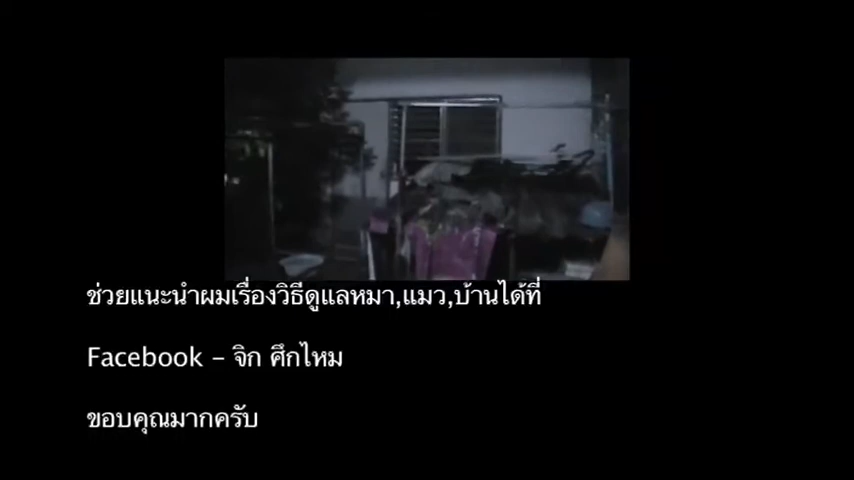 ช่วยแนะนำผมเรื่องวิธีดูแลหมา,แมว,บ้านได้ที่
Facebook – จิก ศึกไหม
ขอบคุณมากครับ